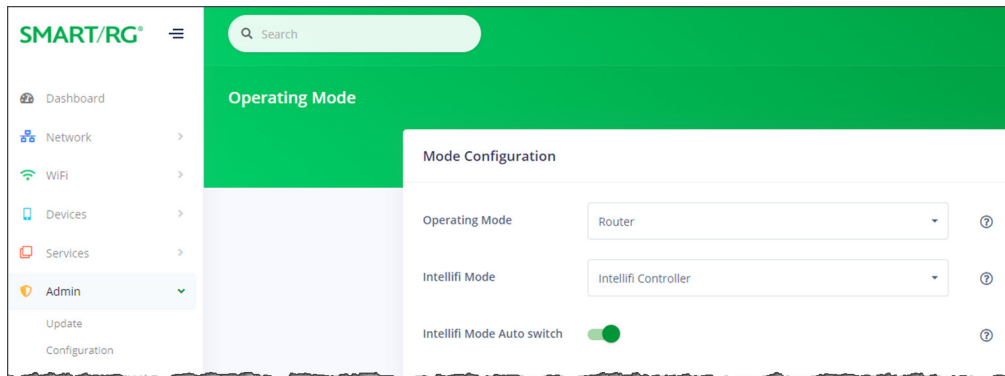 SMART/RG®
Search
Dashboard
Operating Mode
Network
WiFi
Mode Configuration
Devices
Operating Mode
Router
Services
Intellifi Mode
Intellifi Controller
Admin
Update
Intellifi Mode Auto switch
Configuration